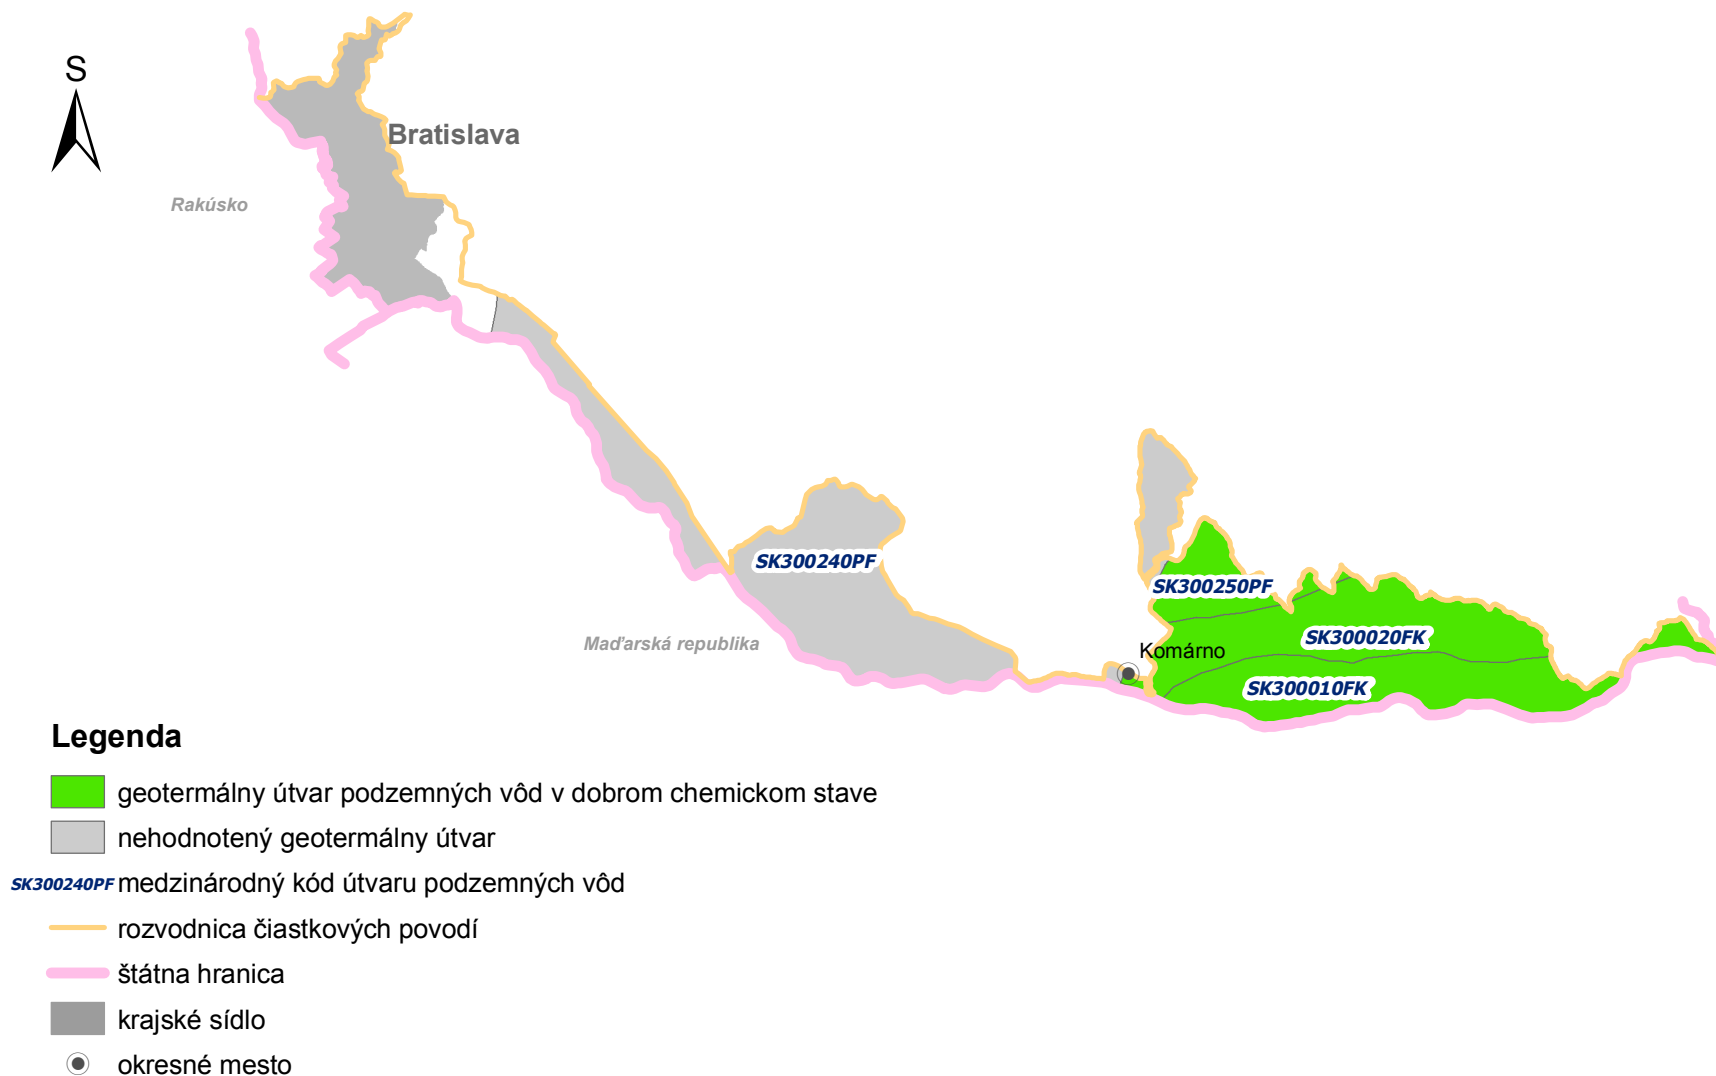 S
Bratislava
Rakúsko
SK300240PF
SK300250PF
Maďarská republika
SK300020FK
Komárno
SK300010FK
Legenda
geotermálny útvar podzemných vôd v dobrom chemickom stave
nehodnotený geotermálny útvar
SK300240PF medzinárodný kód útvaru podzemných vôd
rozvodnica čiastkových povodí
štátna hranica
krajské sídlo
okresné mesto